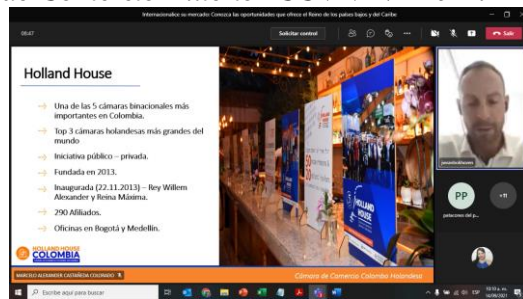 Internacionalice su mercado: Conozca las oportunidades que ofrece el Reino de los países bajos y del Caribe
08:47
Solicitar control
Salir
Holland House
→ Una de las 5 cámaras binacionales más
importantes en Colombia.
→ Top 3 cámaras holandesas más grandes del
mundo
→ Iniciativa público – privada.
→ Fundada en 2013.
→ Inaugurada (22.11.2013) – Rey Willem
Alexander y Reina Máxima.
→ 290 Afiliados.
→ Oficinas en Bogotá y Medellín.
HOLLAND HOUSE
COLOMBIA
HOLLAND
HOUSE
PP
+11
MARCELO ALEXANDER CASTAÑEDA COLORADO
Cámara de Comercio Colombo Holandesa
Escribe aquí para buscar
ESP